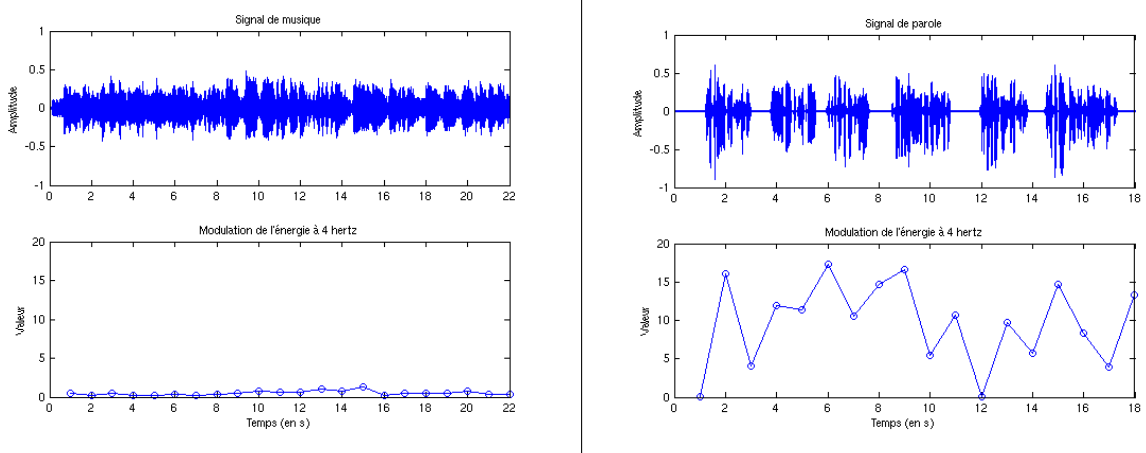 Signal de musique
1
0.5
0
-0.5
-1
Amplitude
0 2 4 6 8 10 12 14 16 18 20 22
Modulation de l'énergie à 4 hertz
20
15
10
5
0
Valeur
0 2 4 6 8 10 12 14 16 18 20 22
Temps (en s)
Signal de parole
1
0.5
0
-0.5
-1
Amplitude
0 2 4 6 8 10 12 14 16 18
Modulation de l'énergie à 4 hertz
20
15
10
5
0
Valeur
0 2 4 6 8 10 12 14 16 18
Temps (en s)